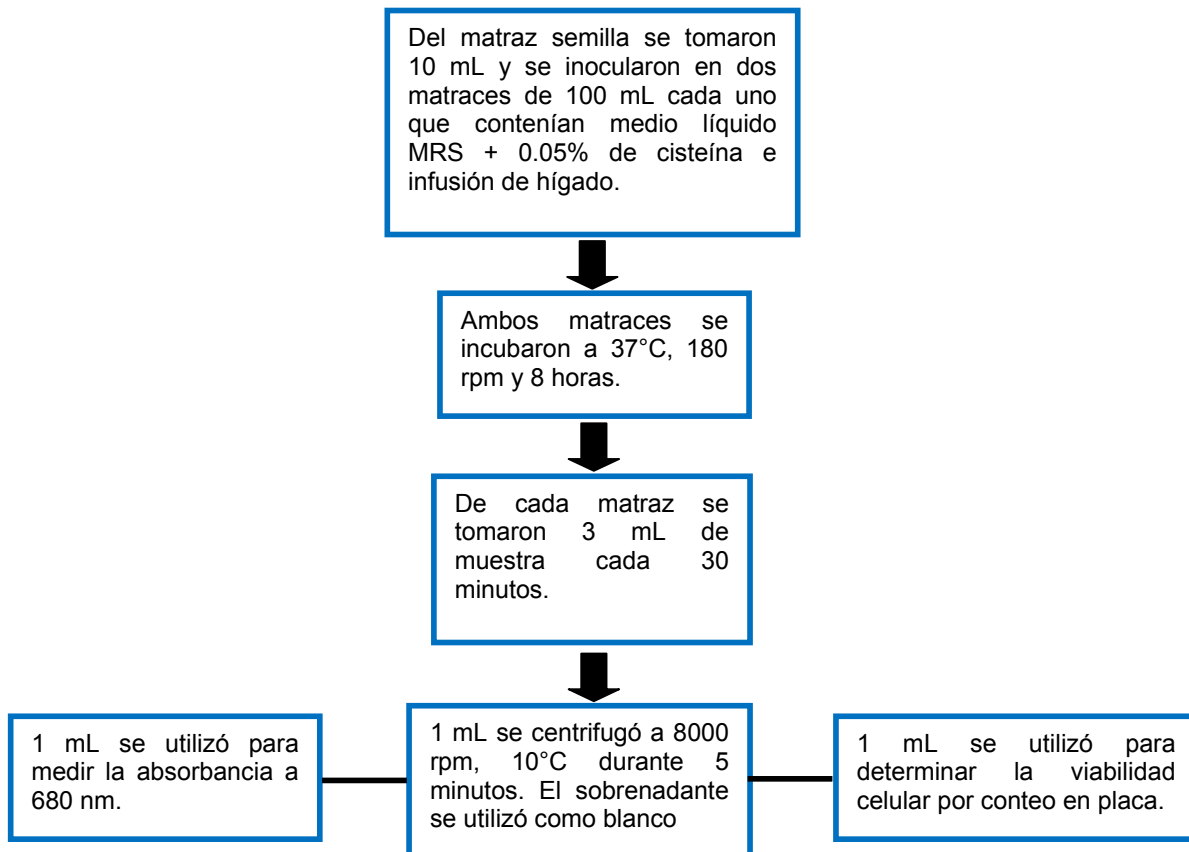 Del matraz semilla se tomaron
10 mL y se inocularon en dos
matraces de 100 mL cada uno
que contenían medio líquido
MRS + 0.05% de cisteína e
infusión de hígado.
Ambos matraces se
incubaron a 37°C, 180
rpm y 8 horas.
De cada matraz se
tomaron 3 mL de
muestra cada 30
minutos.
1 mL se utilizó para
medir la absorbancia a
680 nm.
1 mL se centrifugó a 8000
rpm, 10°C durante 5
minutos. El sobrenadante
se utilizó como blanco
1 mL se utilizó para
determinar la viabilidad
celular por conteo en placa.